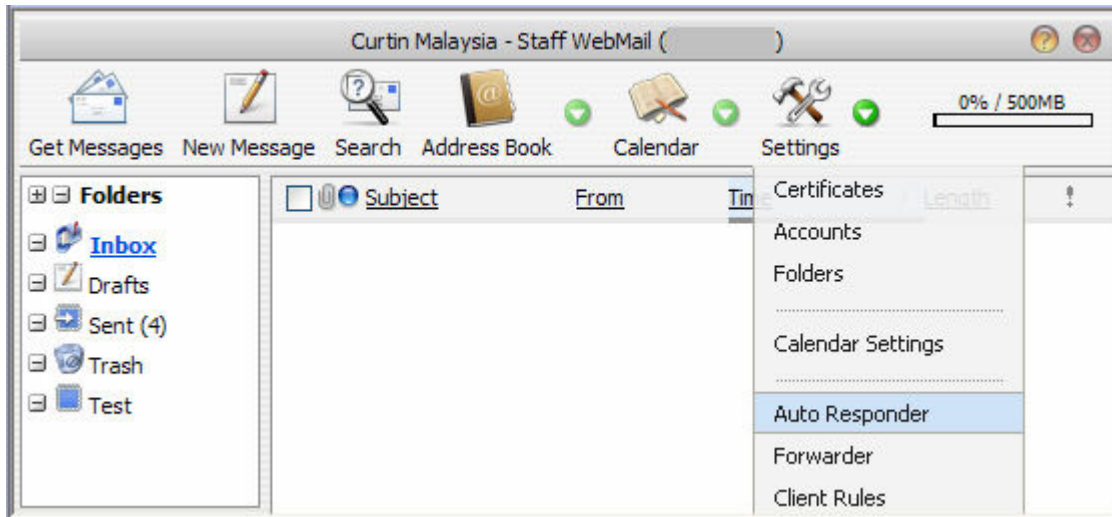 Curtin Malaysia - Staff WebMail ( )
0% / 500MB
Get Messages New Message Search Address Book Calendar Settings
Folders
Subject From Time Length !
Inbox
Drafts
Sent (4)
Trash
Test
Certificates
Accounts
Folders
Calendar Settings
Auto Responder
Forwarder
Client Rules